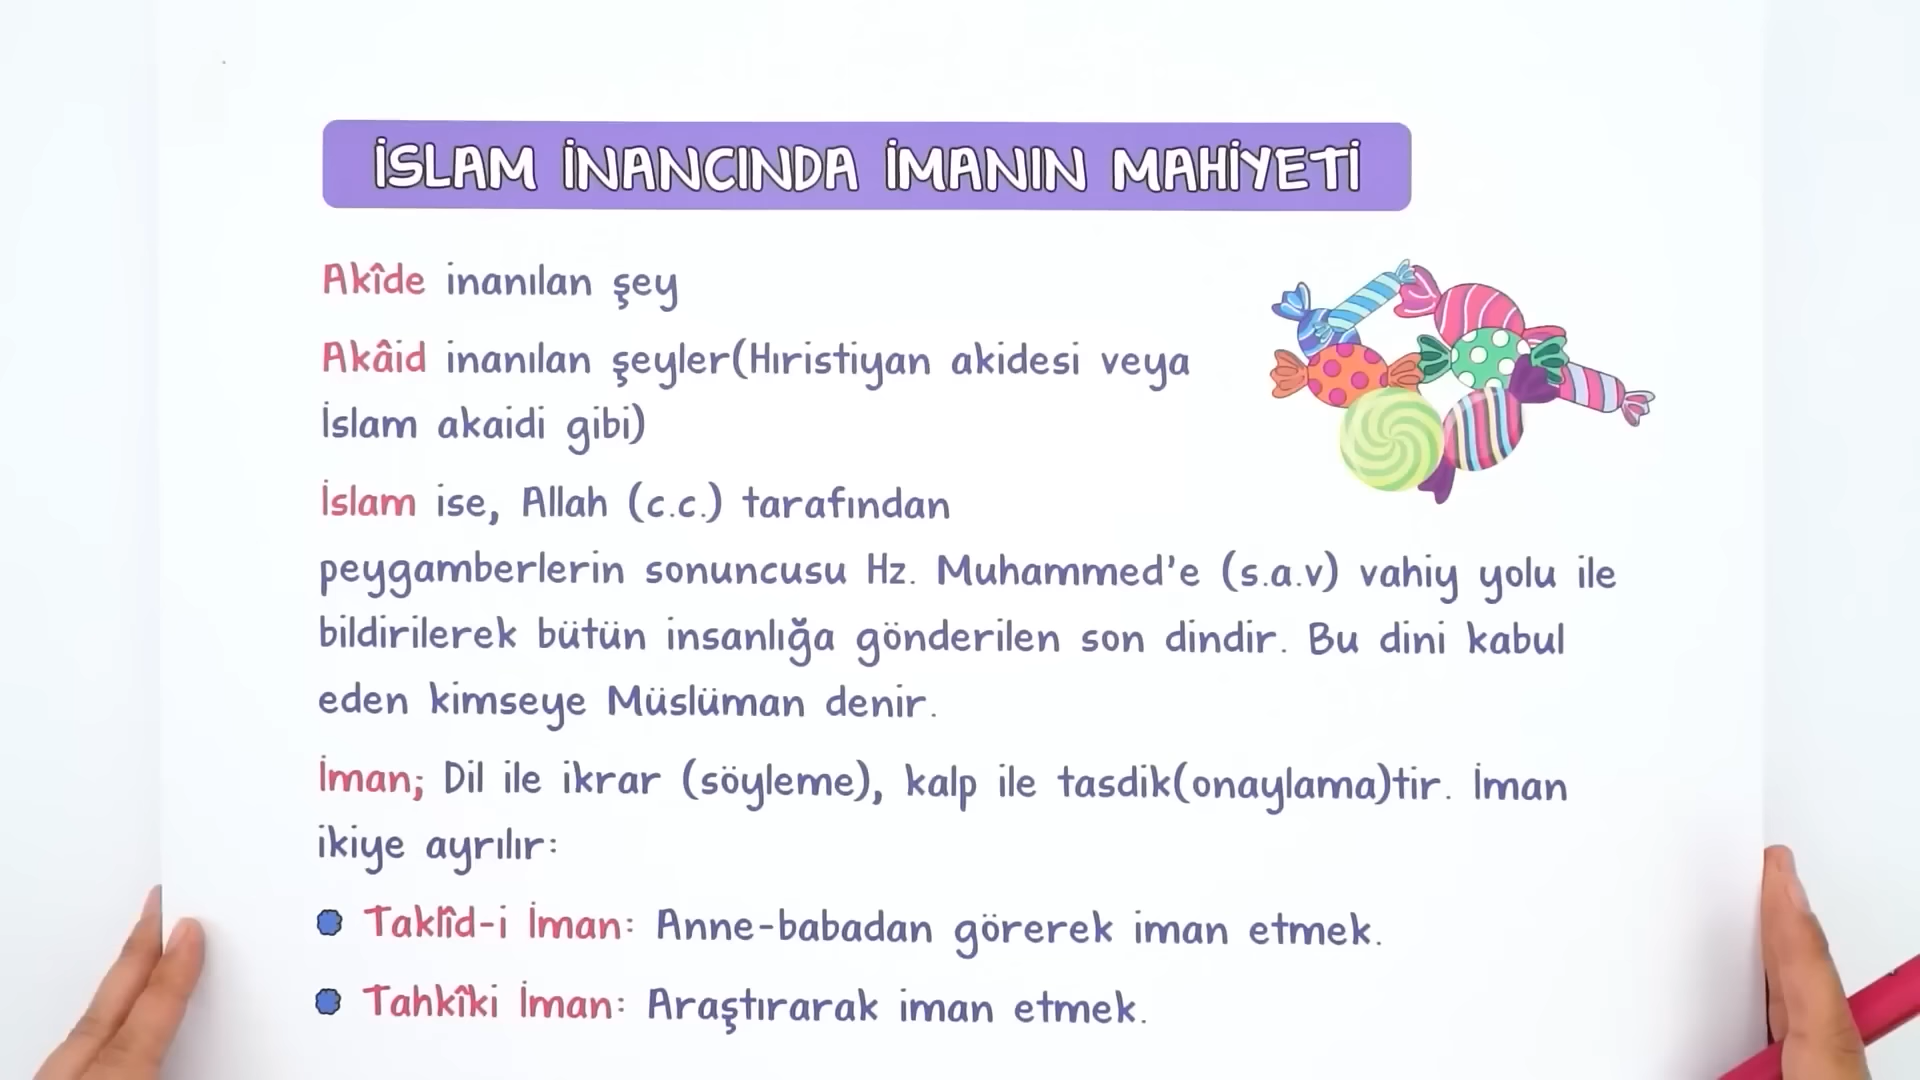 İSLAM İNANCINDA İMANIN MAHİYETİ
Akîde inanılan şey
Akâid inanılan şeyler(Hıristiyan akidesi veya
İslam akaidi gibi)
İslam ise, Allah (c.c.) tarafından
peygamberlerin sonuncusu Hz. Muhammed'e (s.a.v) vahiy yolu ile
bildirilerek bütün insanlığa gönderilen son dindir. Bu dini kabul
eden kimseye Müslüman denir.
İman; Dil ile ikrar (söyleme), kalp ile tasdik(onaylama)tir. İman
ikiye ayrılır:
Taklîd-i İman: Anne-babadan görerek iman etmek.
Tahkîki İman: Araştırarak iman etmek.